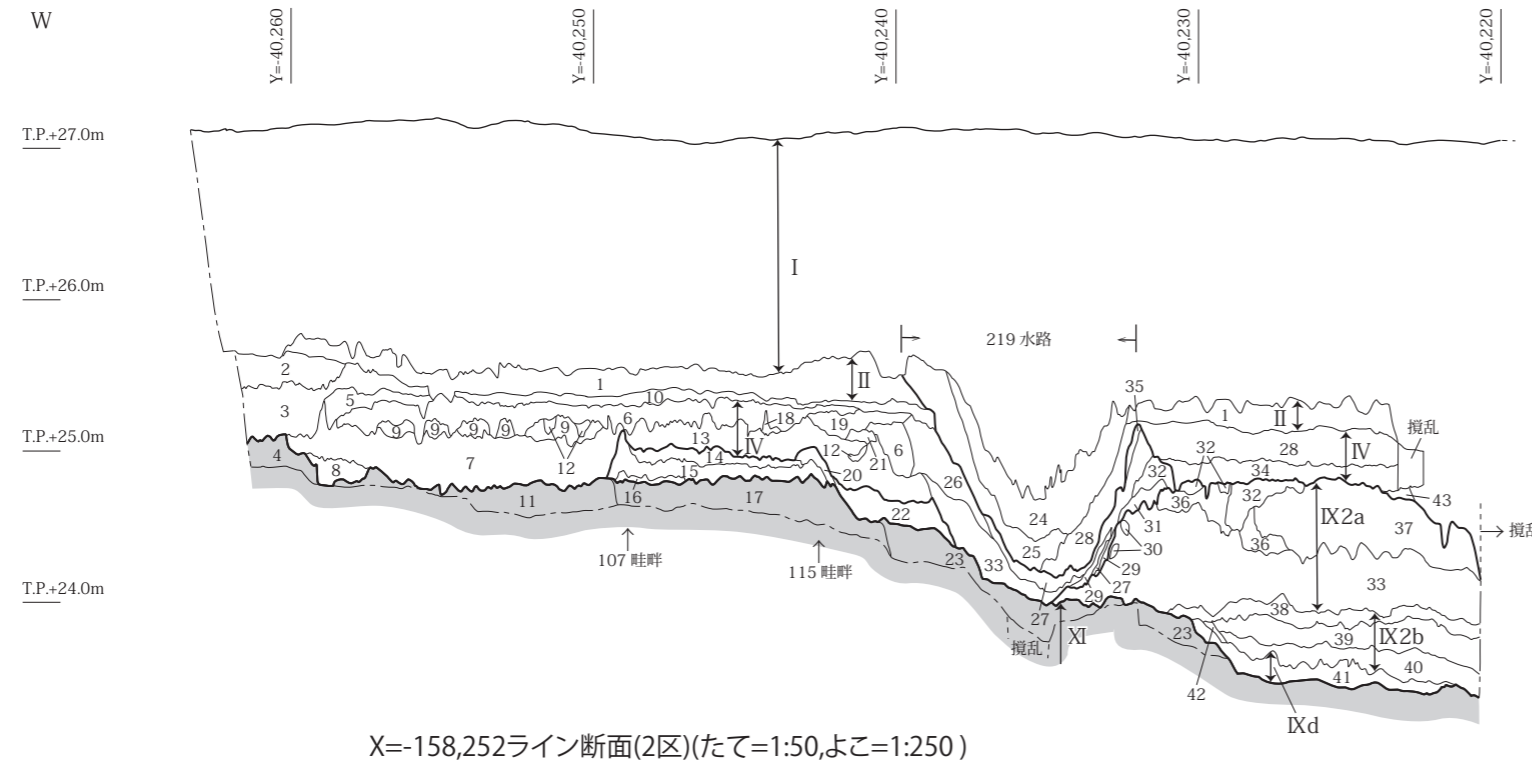 W
Y=-40,260
Y=-40,250
Y=-40,240
Y=-40,230
Y=-40,220
T.P.+27.0m
T.P.+26.0m
T.P.+25.0m
T.P.+24.0m
I
219 水路
2
1
II
35
1
II
撹乱
3
5
10
6
18
19
IV
28
IV
9
9
9
9
9
12
13
12
21
6
26
32
32
34
43
4
8
7
14
15
20
24
36
32
IX2a
37
撹乱
11
16
17
22
25
28
31
30
36
107 畦畔
115 畦畔
23
33
29
27
29
33
27
XI
撹乱
38
23
39
IX2b
40
41
42
IXd
X=-158,252ライン断面(2区)(たて=1:50,よこ=1:250 )